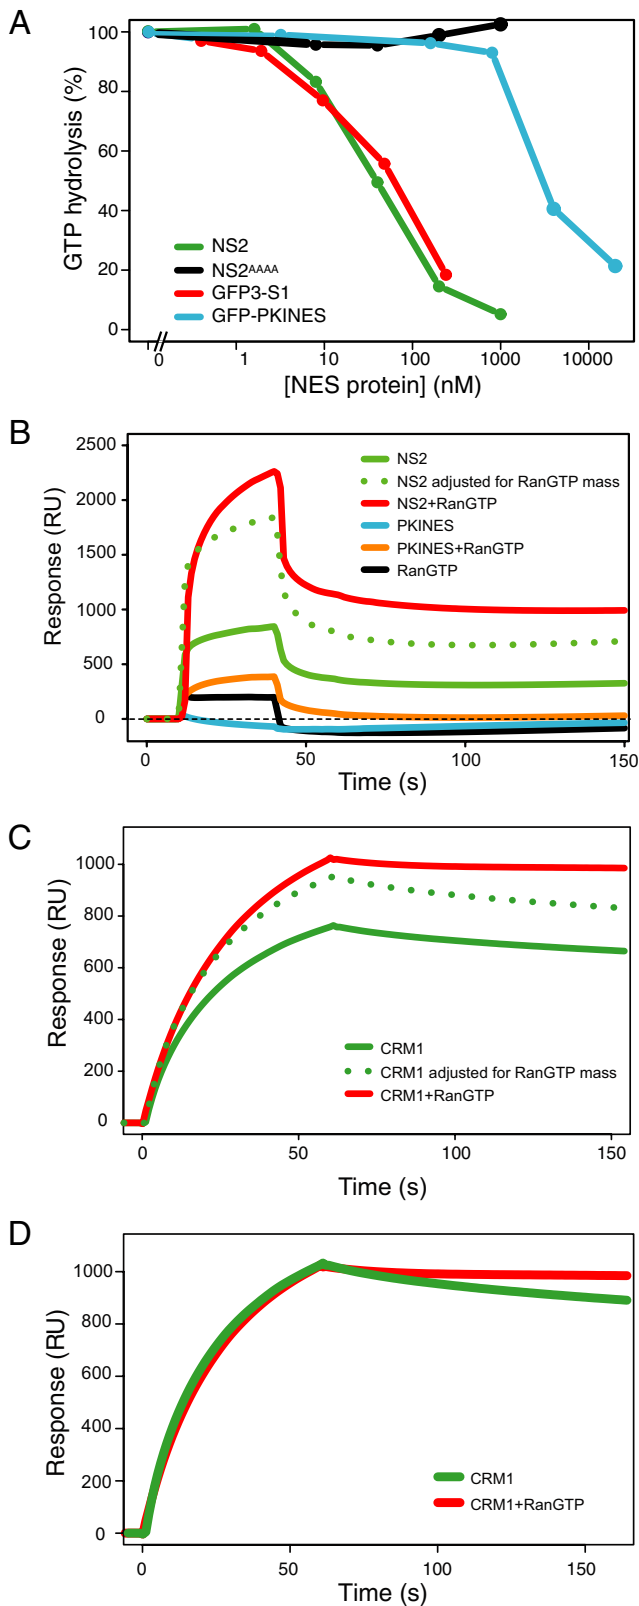 A
GTP hydrolysis (%)
100
80
60
40
20
0
NS2
NS2AAAA
GFP3-S1
GFP-PKINES
0 1 10 100 1000 10000
[NES protein] (nM)
B
Response (RU)
2500
2000
1500
1000
500
0
NS2
NS2 adjusted for RanGTP mass
NS2+RanGTP
PKINES
PKINES+RanGTP
RanGTP
0 50 100 150
Time (s)
C
Response (RU)
1000
800
600
400
200
0
CRM1
CRM1 adjusted for RanGTP mass
CRM1+RanGTP
0 50 100 150
Time (s)
D
Response (RU)
1000
800
600
400
200
0
CRM1
CRM1+RanGTP
0 50 100 150
Time (s)